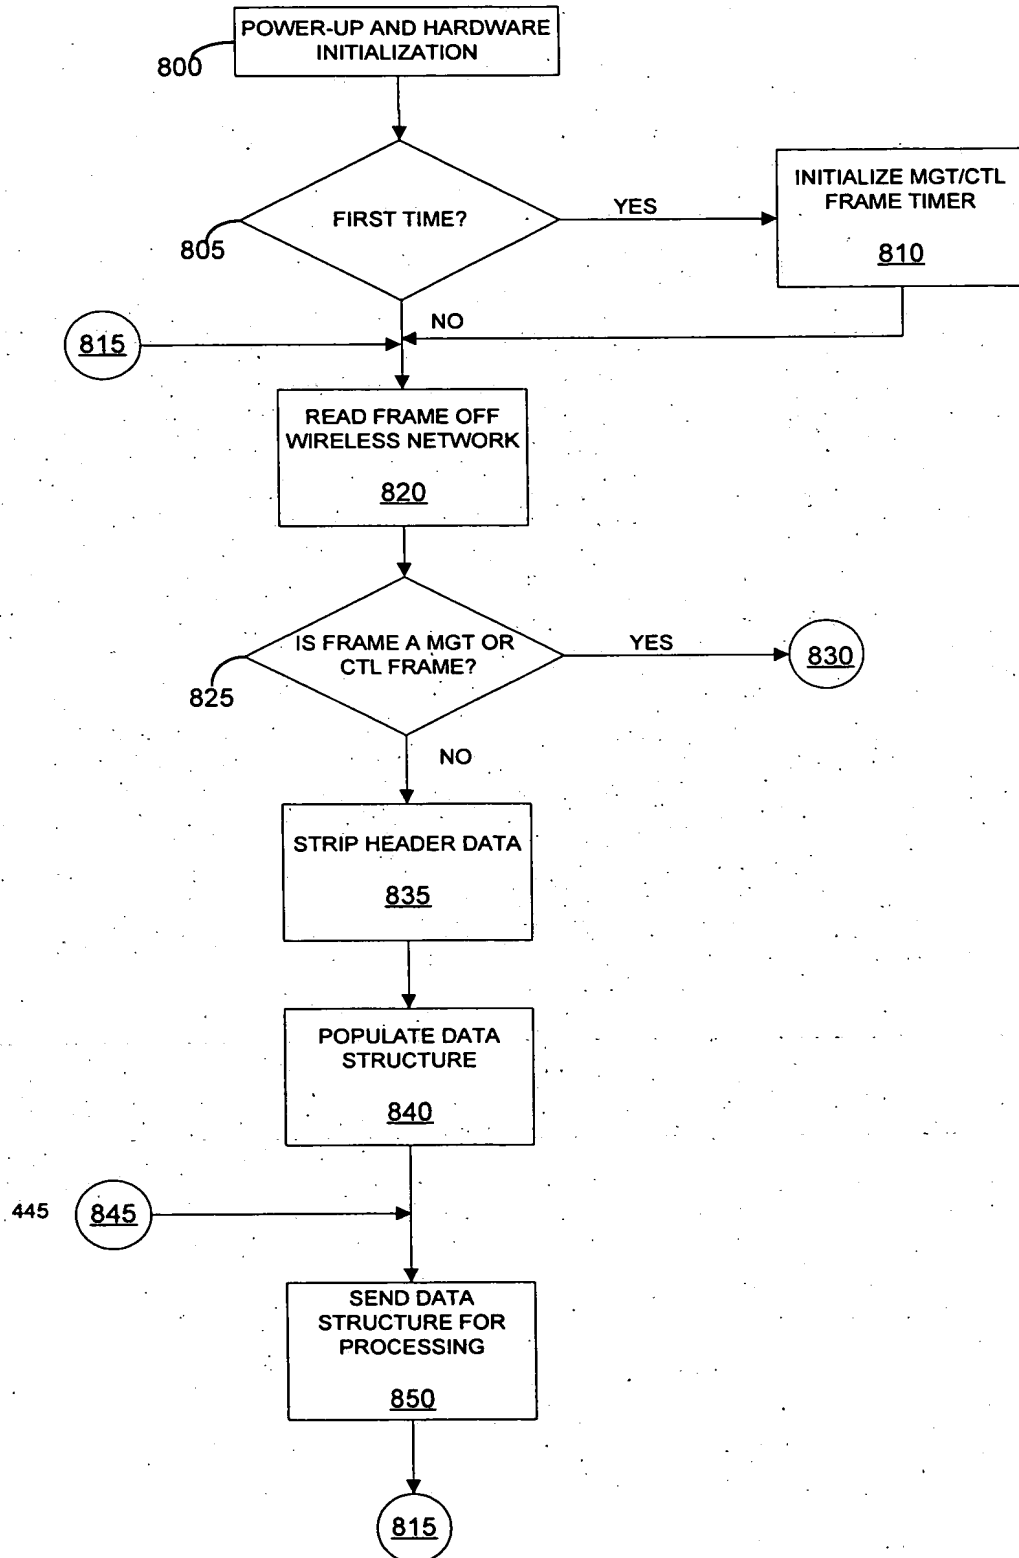 POWER-UP AND HARDWARE
INITIALIZATION
800
FIRST TIME?
805
YES
INITIALIZE MGT/CTL
FRAME TIMER
810
NO
815
READ FRAME OFF
WIRELESS NETWORK
820
IS FRAME A MGT OR
CTL FRAME?
825
YES
830
NO
STRIP HEADER DATA
835
POPULATE DATA
STRUCTURE
840
445
845
SEND DATA
STRUCTURE FOR
PROCESSING
850
815